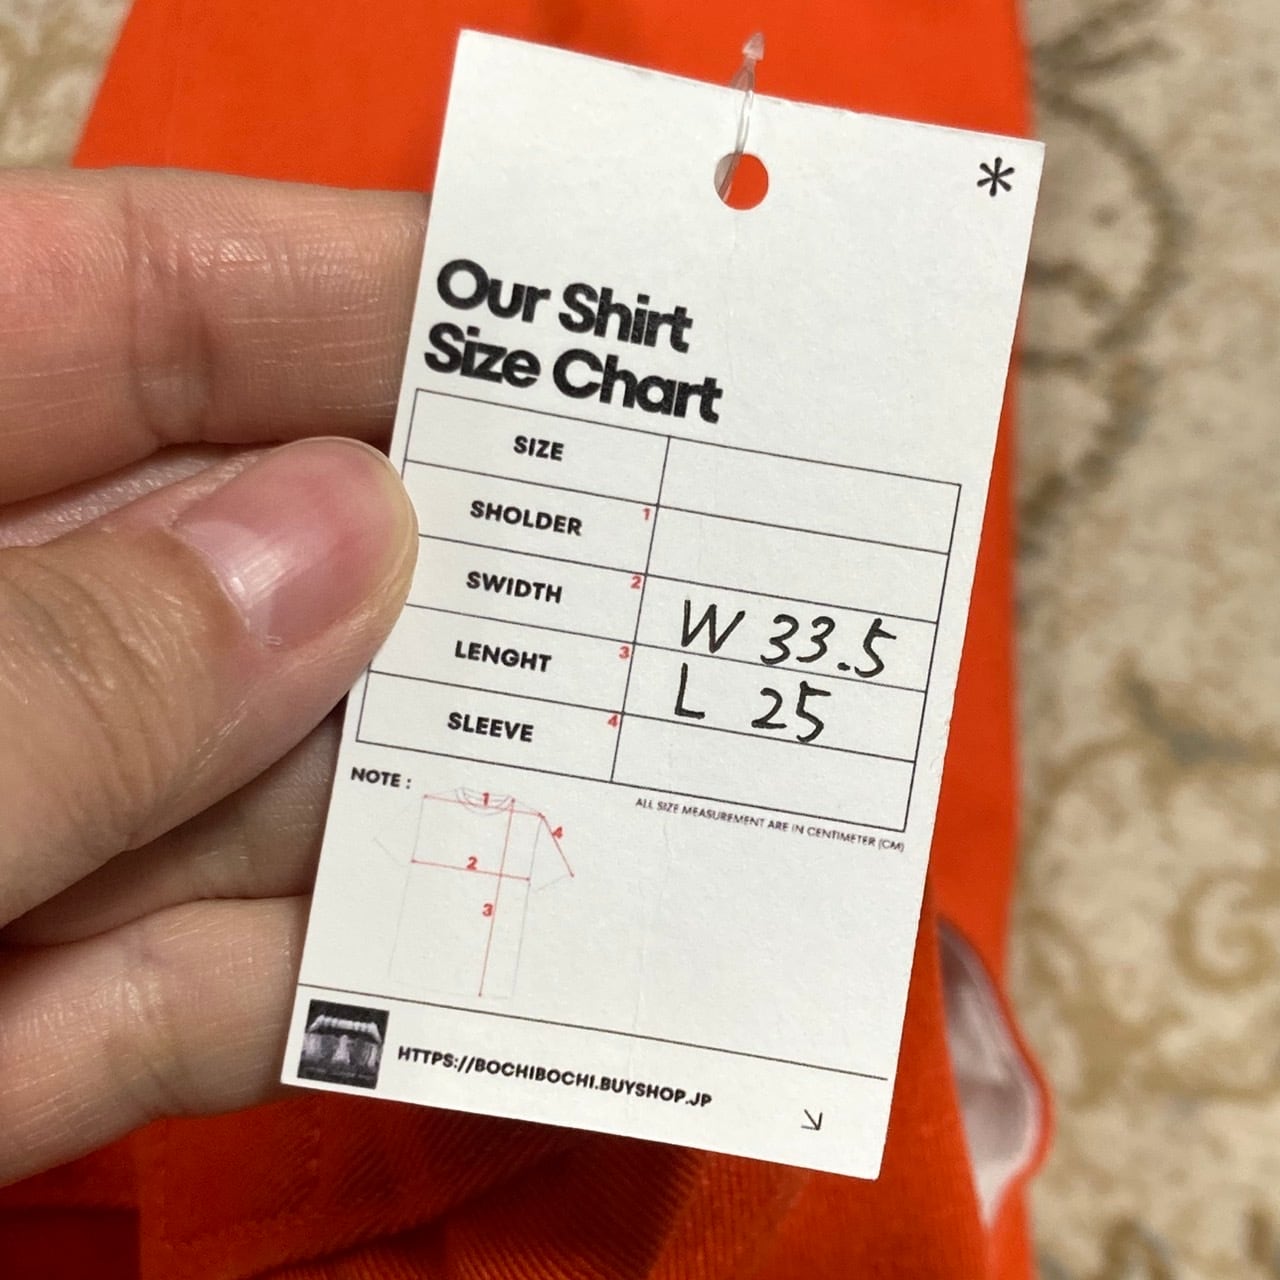 *
Our Shirt
Size Chart
SIZE
SHOLDER 1
SWIDTH 2 W 33.5
LENGHT 3 L 25
SLEEVE 4
ALL SIZE MEASUREMENT ARE IN CENTIMETER (CM)
NOTE :
1
4
2
3
HTTPS://BOCHIBOCHI.BUYSHOP.JP